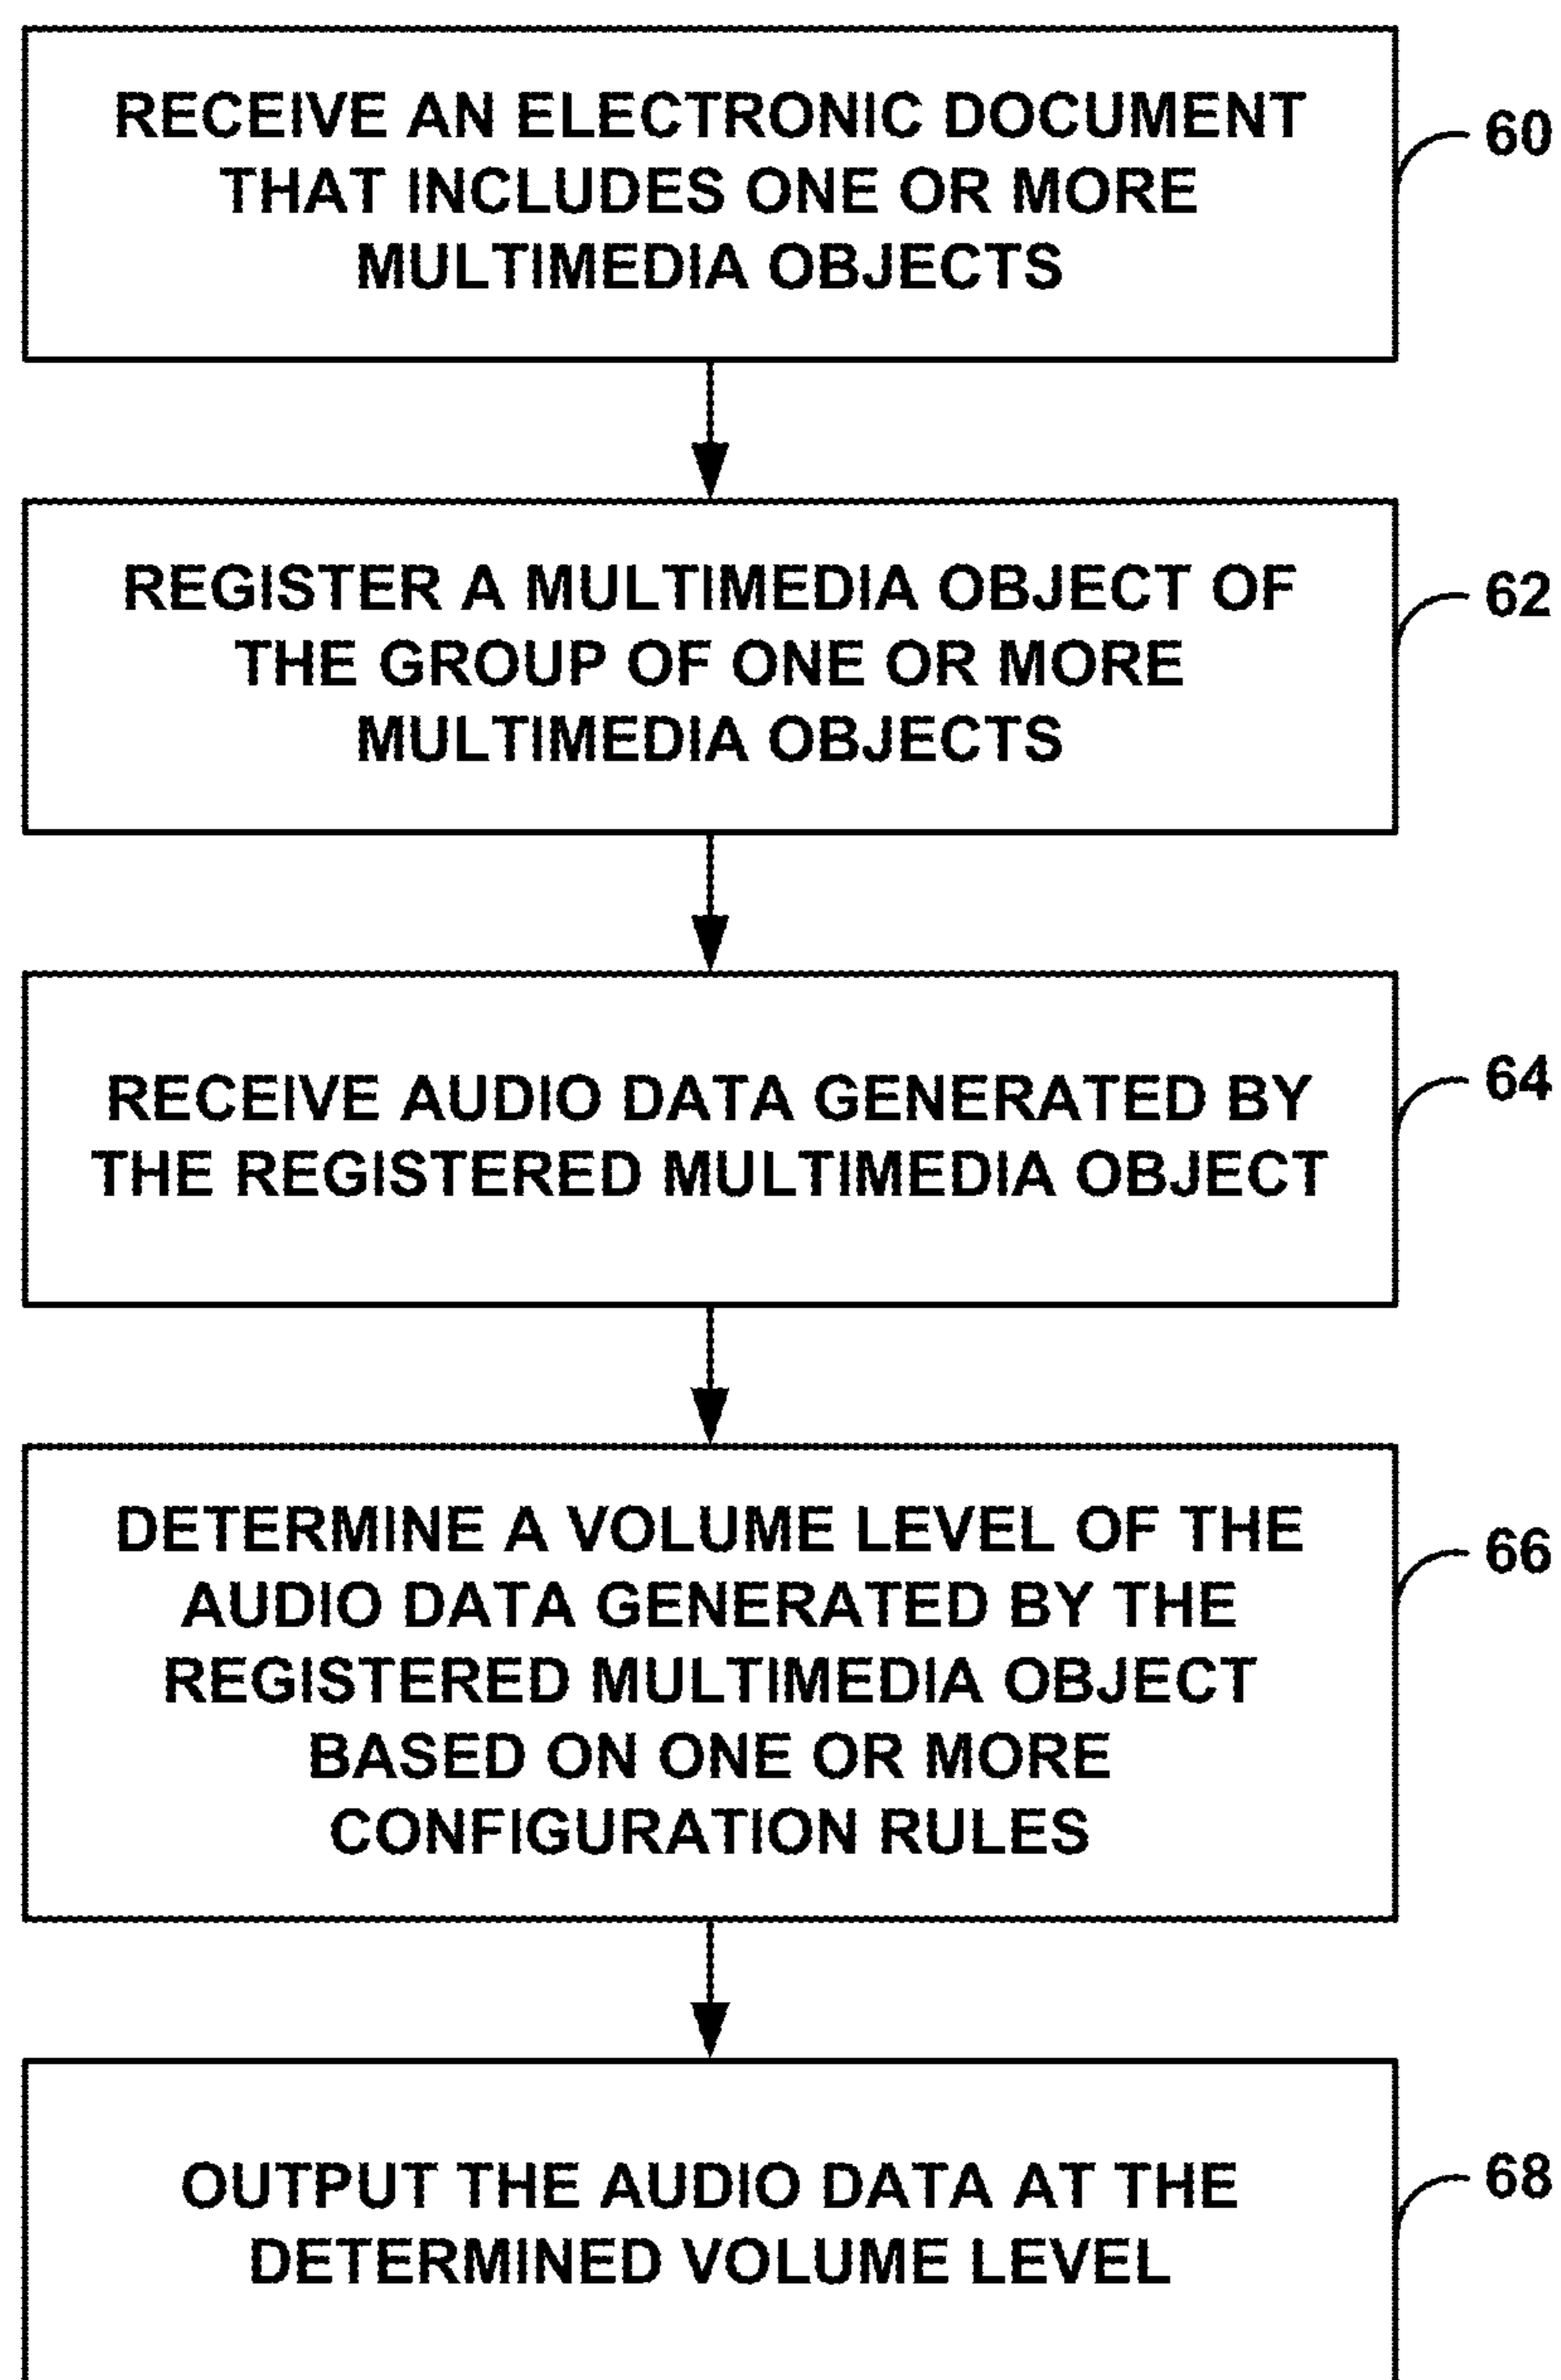 RECEIVE AN ELECTRONIC DOCUMENT
THAT INCLUDES ONE OR MORE
MULTIMEDIA OBJECTS
60
REGISTER A MULTIMEDIA OBJECT OF
THE GROUP OF ONE OR MORE
MULTIMEDIA OBJECTS
62
RECEIVE AUDIO DATA GENERATED BY
THE REGISTERED MULTIMEDIA OBJECT
64
DETERMINE A VOLUME LEVEL OF THE
AUDIO DATA GENERATED BY THE
REGISTERED MULTIMEDIA OBJECT
BASED ON ONE OR MORE
CONFIGURATION RULES
66
OUTPUT THE AUDIO DATA AT THE
DETERMINED VOLUME LEVEL
68